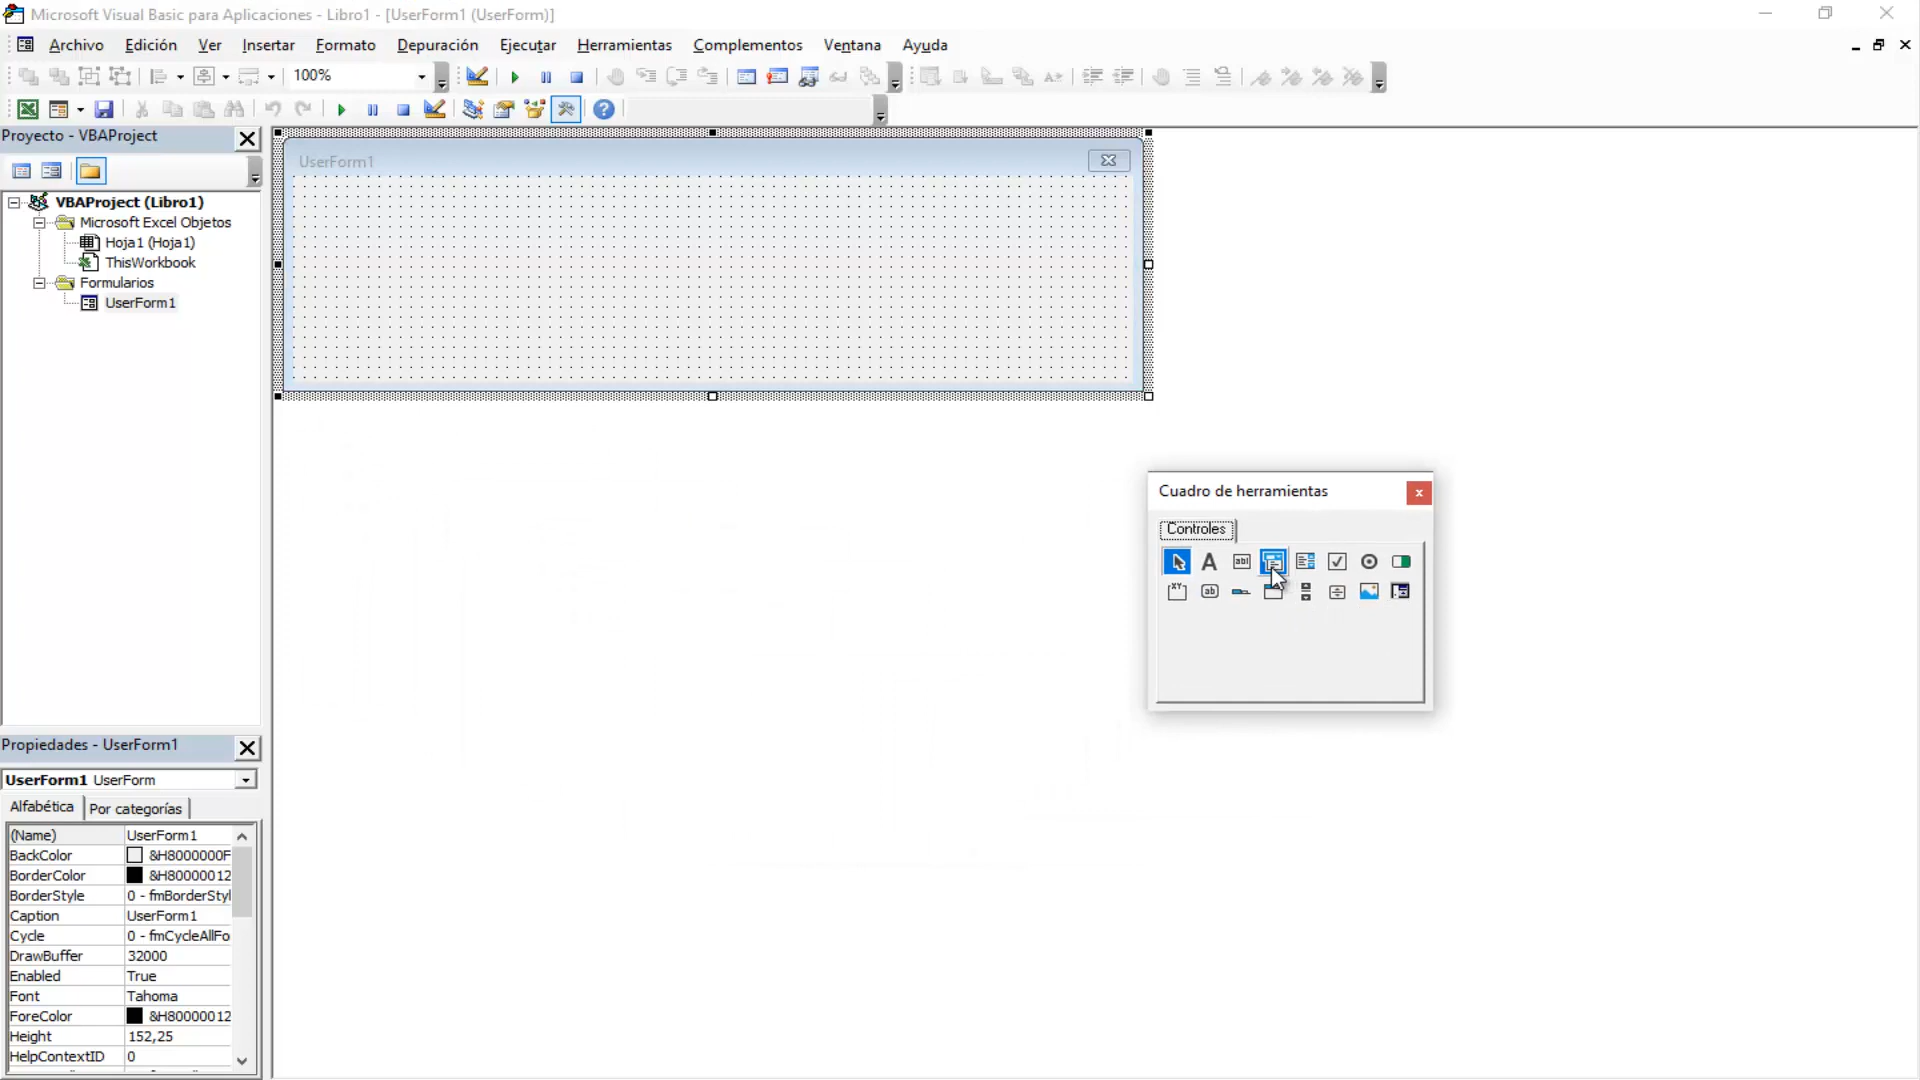 Microsoft Visual Basic para Aplicaciones - Libro1 - [UserForm1 (UserForm)]
Archivo Edición Ver Insertar Formato Depuración Ejecutar Herramientas Complementos Ventana Ayuda
100%
Proyecto - VBAProject
VBAProject (Libro1)
Microsoft Excel Objetos
Hoja1 (Hoja1)
ThisWorkbook
Formularios
UserForm1
UserForm1
Cuadro de herramientas
Controles
Propiedades - UserForm1
UserForm1 UserForm
Alfabética Por categorías
(Name) UserForm1
BackColor &H8000000F
BorderColor &H80000012
BorderStyle 0 - fmBorderStyl
Caption UserForm1
Cycle 0 - fmCycleAllFo
DrawBuffer 32000
Enabled True
Font Tahoma
ForeColor &H80000012
Height 152,25
HelpContextID 0